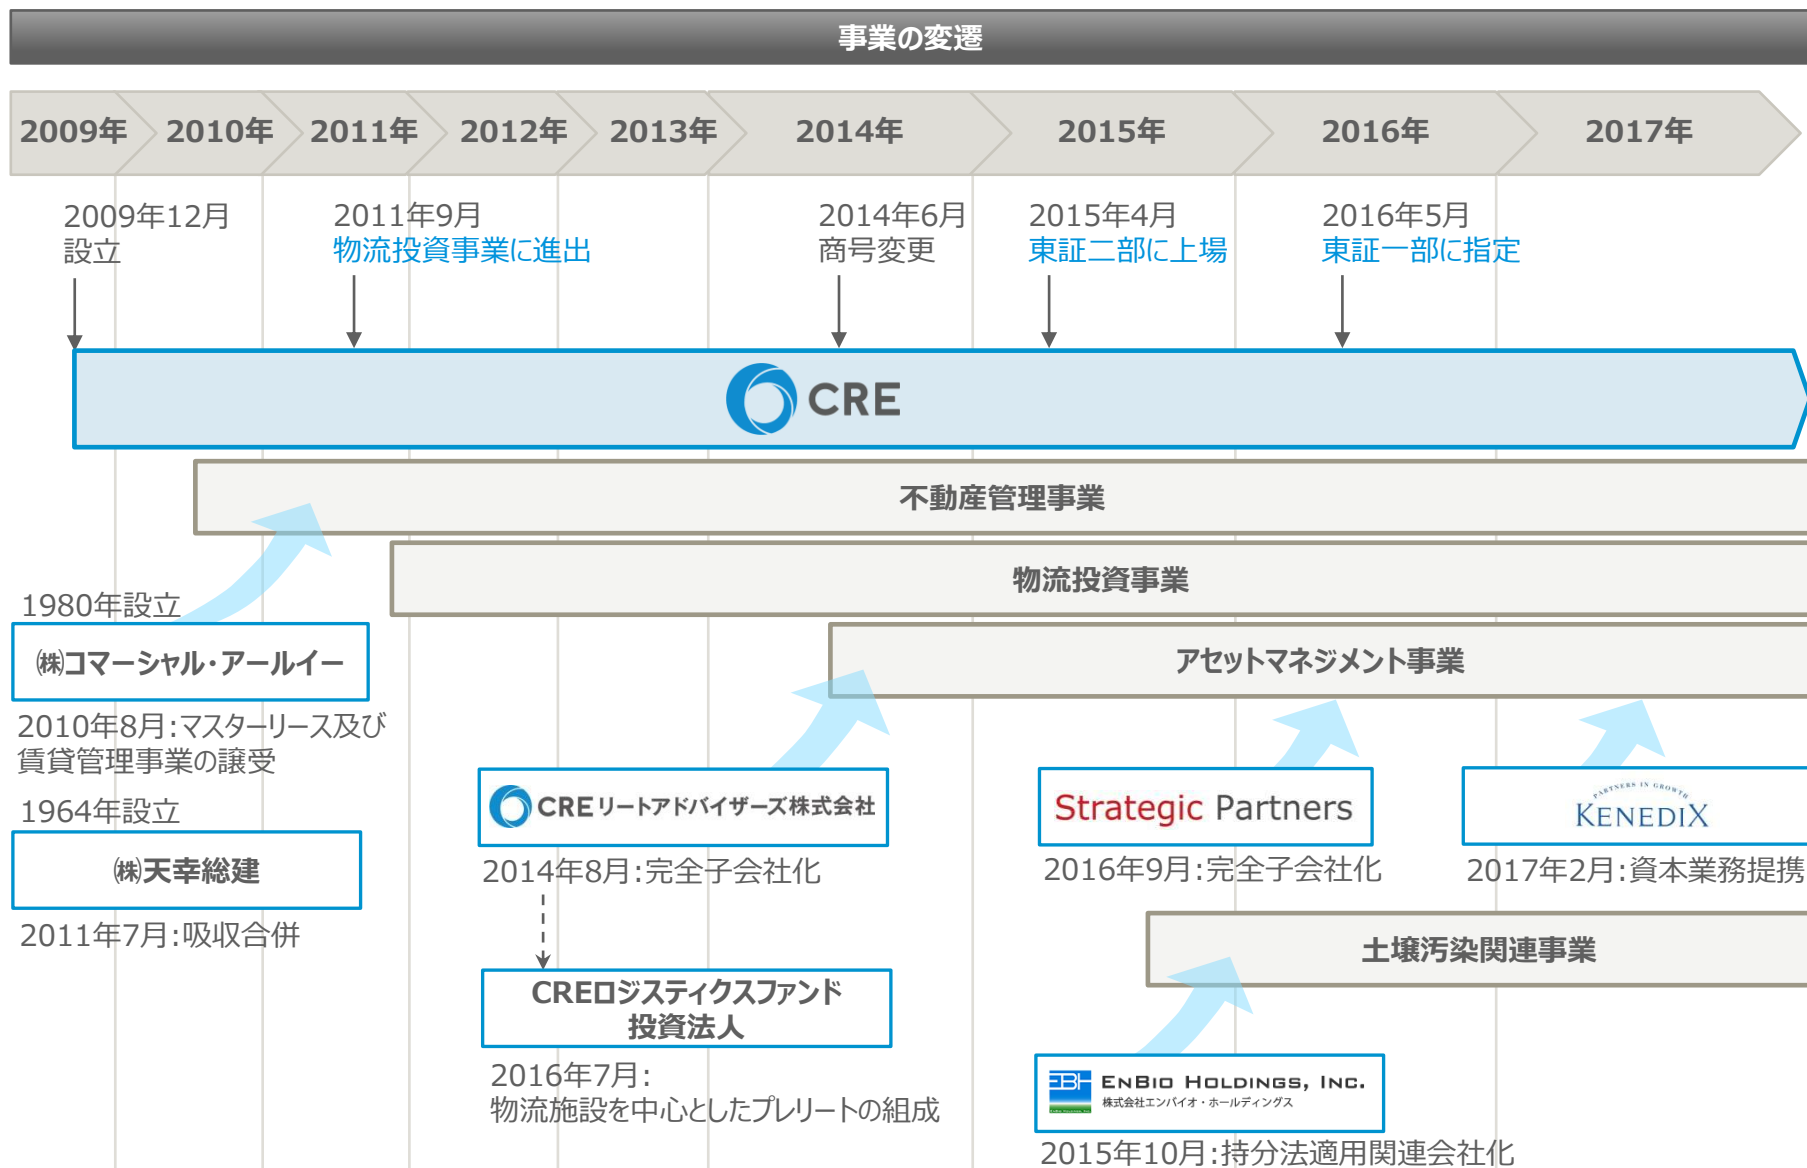 事業の変遷
2009年
2010年
2011年
2012年
2013年
2014年
2015年
2016年
2017年
2009年12月
設立
2011年9月
物流投資事業に進出
2014年6月
商号変更
2015年4月
東証二部に上場
2016年5月
東証一部に指定
CRE
不動産管理事業
物流投資事業
1980年設立
㈱コマーシャル・アールイー
アセットマネジメント事業
2010年8月:マスターリース及び
賃貸管理事業の譲受
1964年設立
㈱天幸総建
2011年7月:吸収合併
CREリートアドバイザーズ株式会社
2014年8月:完全子会社化
Strategic Partners
2016年9月:完全子会社化
PARTNERS IN GROWTH
KENEDIX
2017年2月:資本業務提携
土壌汚染関連事業
CREロジスティクスファンド
投資法人
2016年7月:
物流施設を中心としたプレリートの組成
EBH ENBIO HOLDINGS, INC.
株式会社エンバイオ・ホールディングス
2015年10月:持分法適用関連会社化